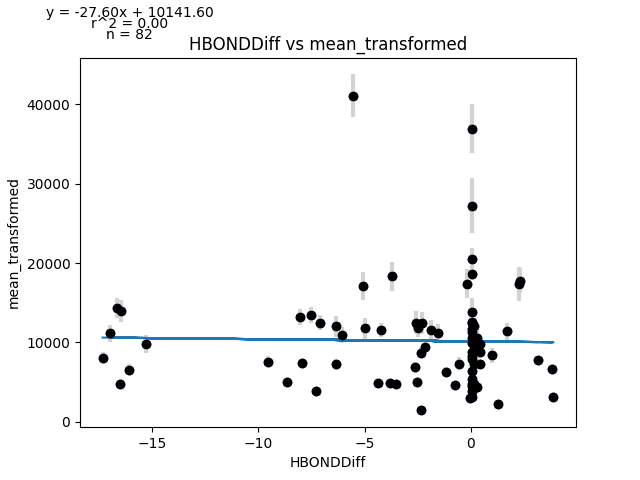 y = -27.60x + 10141.60
r^2 = 0.00
n = 82
HBONDDiff vs mean_transformed
40000
30000
20000
10000
0
mean_transformed
−15
−10
−5
0
HBONDDiff